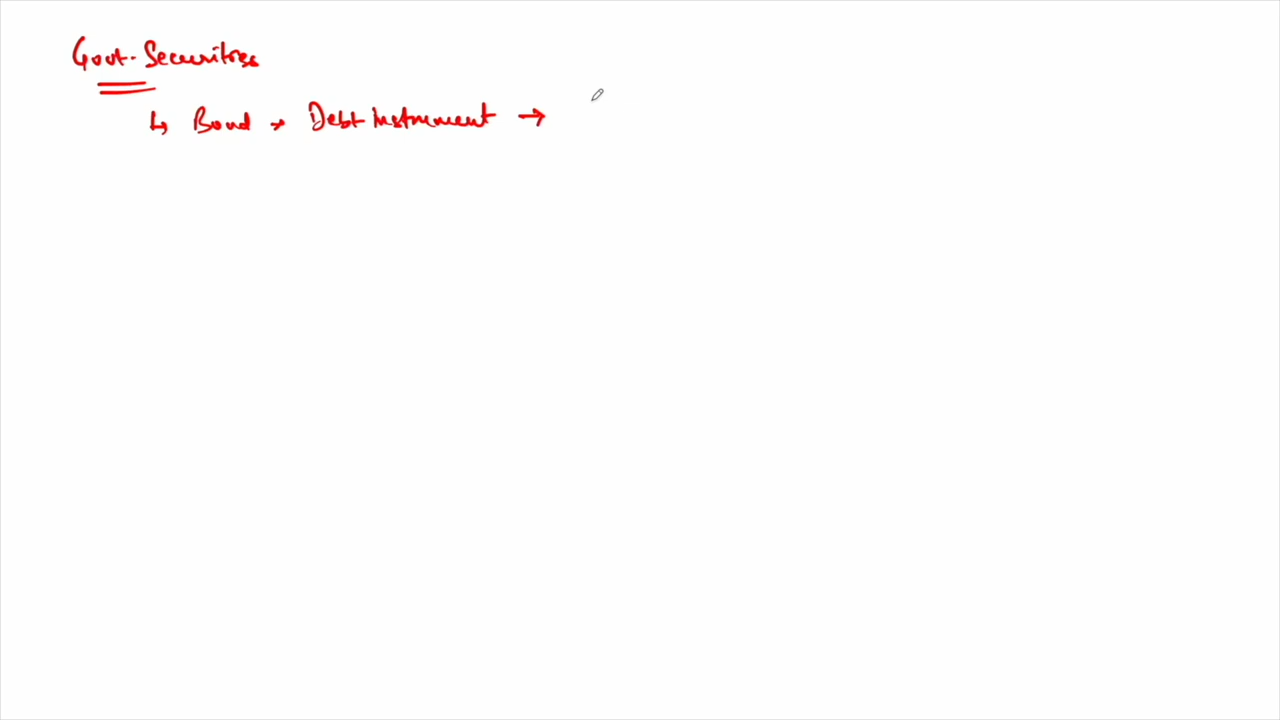 Govt. Securities
↳ Bond → Debt instrument →